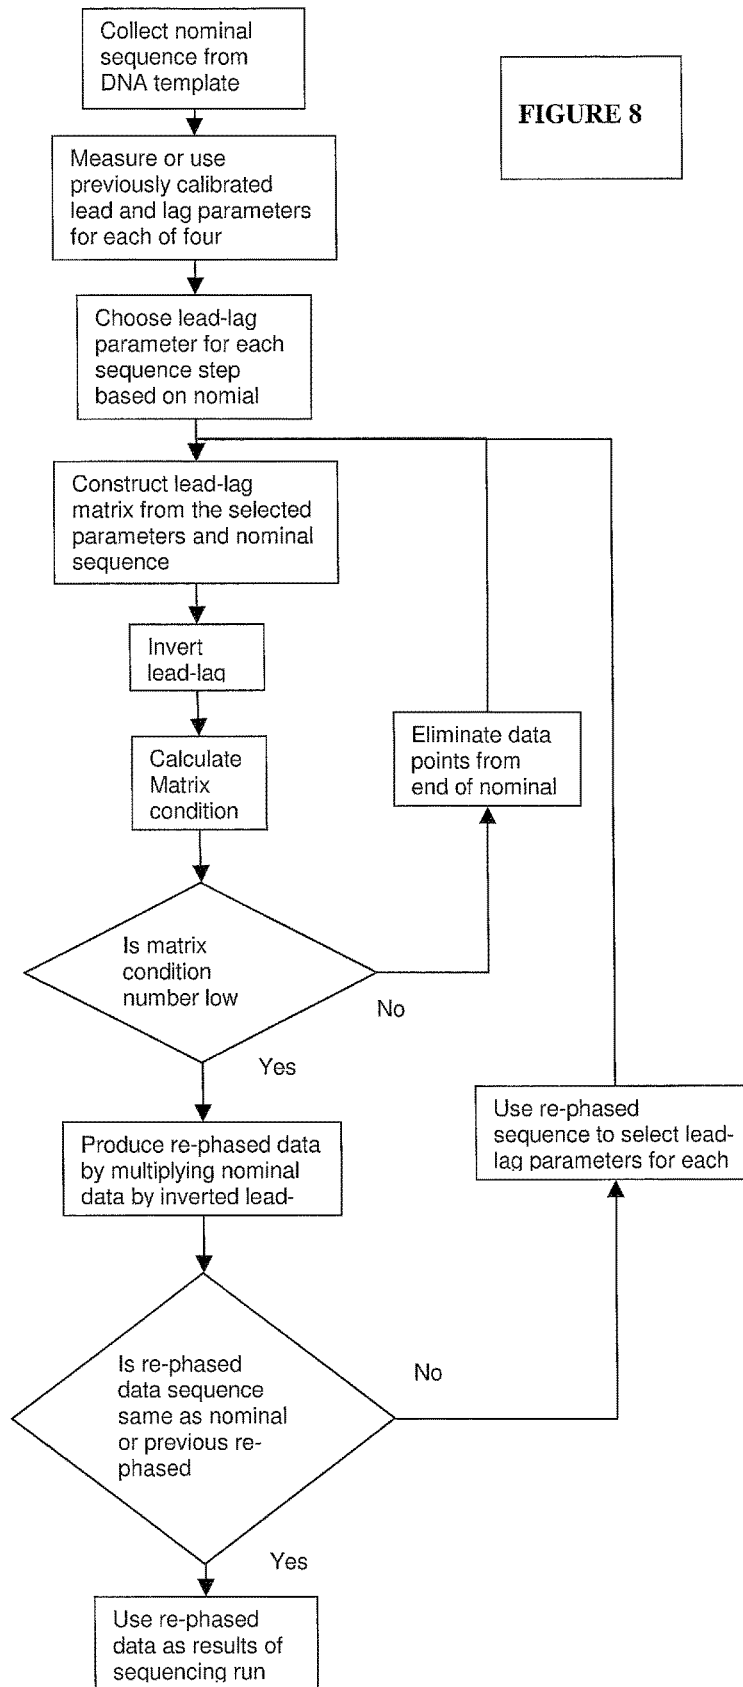 Collect nominal
sequence from
DNA template
FIGURE 8
Measure or use
previously calibrated
lead and lag parameters
for each of four
Choose lead-lag
parameter for each
sequence step
based on nomial
Construct lead-lag
matrix from the selected
parameters and nominal
sequence
Invert
lead-lag
Eliminate data
points from
end of nominal
Calculate
Matrix
condition
Is matrix
condition
number low
No
Yes
Use re-phased
sequence to select lead-
lag parameters for each
Produce re-phased data
by multiplying nominal
data by inverted lead-
Is re-phased
data sequence
same as nominal
or previous re-
phased
No
Yes
Use re-phased
data as results of
sequencing run